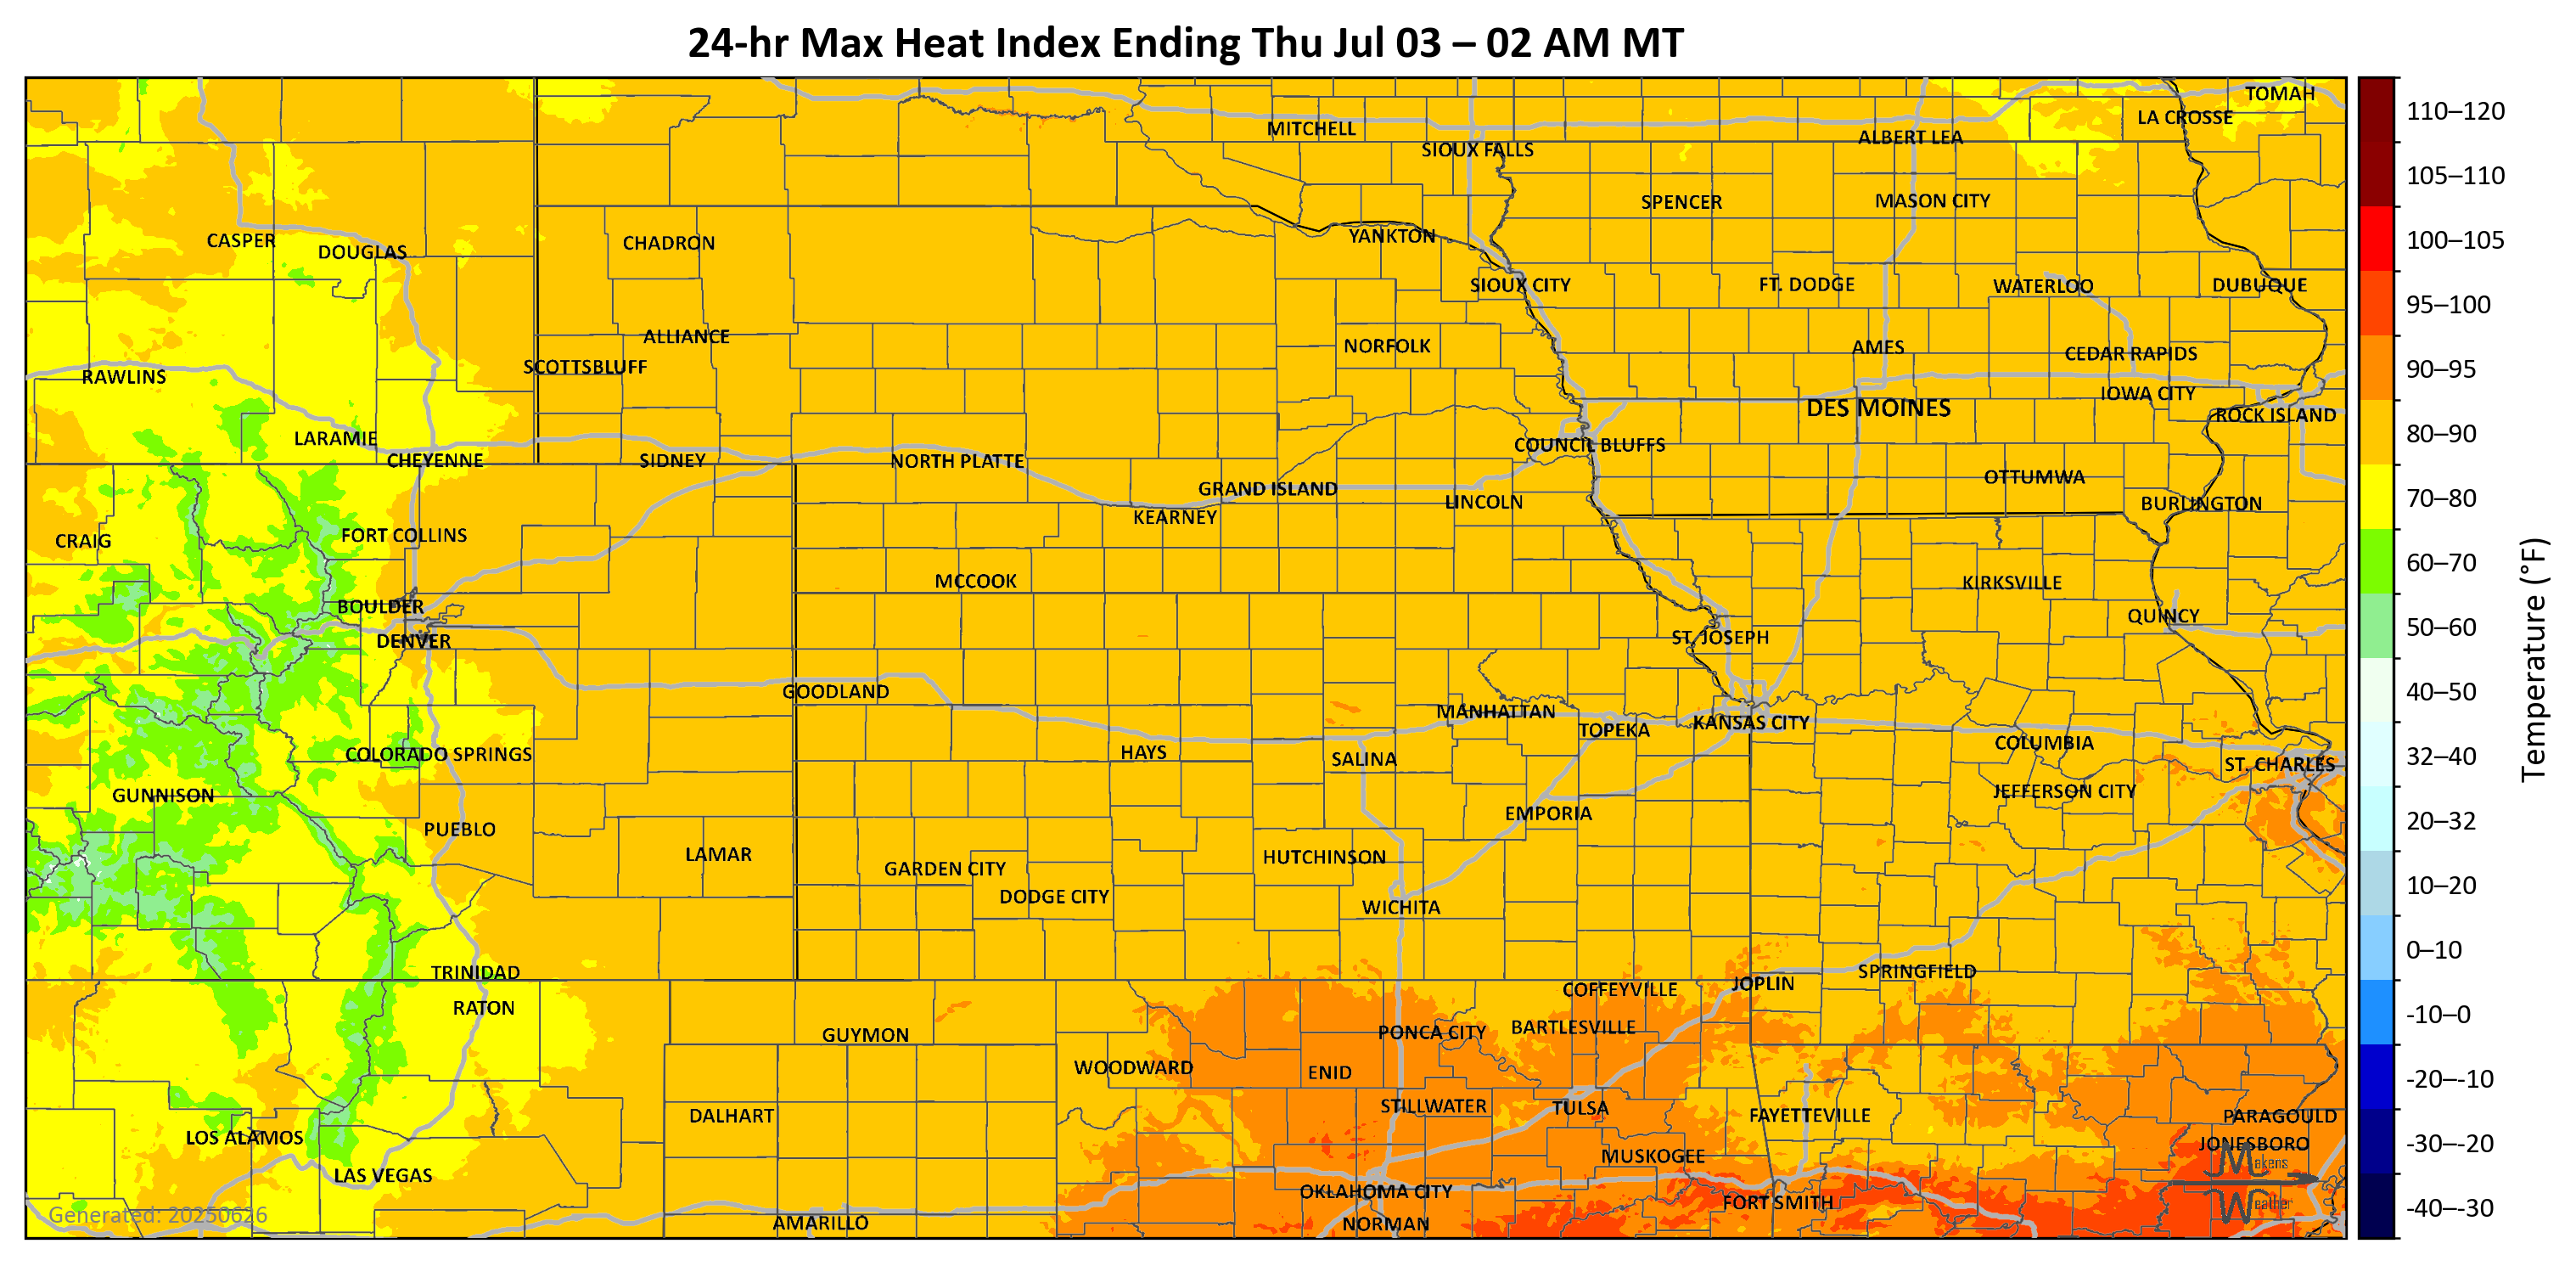 24-hr Max Heat Index Ending Thu Jul 03 – 02 AM MT
TOMAH
LA CROSSE
MITCHELL
ALBERT LEA
SIOUX FALLS
SPENCER
MASON CITY
CASPER
DOUGLAS
CHADRON
YANKTON
SIOUX CITY
FT. DODGE
WATERLOO
DUBUQUE
ALLIANCE
NORFOLK
AMES
CEDAR RAPIDS
SCOTTSBLUFF
RAWLINS
IOWA CITY
DES MOINES
ROCK ISLAND
LARAMIE
COUNCIL BLUFFS
CHEYENNE
SIDNEY
NORTH PLATTE
OTTUMWA
GRAND ISLAND
LINCOLN
BURLINGTON
KEARNEY
FORT COLLINS
CRAIG
MCCOOK
KIRKSVILLE
BOULDER
QUINCY
DENVER
ST. JOSEPH
GOODLAND
MANHATTAN
KANSAS CITY
TOPEKA
COLUMBIA
COLORADO SPRINGS
HAYS
SALINA
ST. CHARLES
GUNNISON
JEFFERSON CITY
EMPORIA
PUEBLO
LAMAR
HUTCHINSON
GARDEN CITY
DODGE CITY
WICHITA
TRINIDAD
SPRINGFIELD
JOPLIN
COFFEYVILLE
RATON
BARTLESVILLE
PONCA CITY
GUYMON
WOODWARD
ENID
STILLWATER
TULSA
DALHART
FAYETTEVILLE
PARAGOULD
LOS ALAMOS
JONESBORO
MUSKOGEE
LAS VEGAS
OKLAHOMA CITY
FORT SMITH
AMARILLO
NORMAN
Makens
Weather
Generated: 20250626
110–120
105–110
100–105
95–100
90–95
80–90
70–80
60–70
50–60
40–50
32–40
20–32
10–20
0–10
-10–0
-20–-10
-30–-20
-40–-30
Temperature (°F)